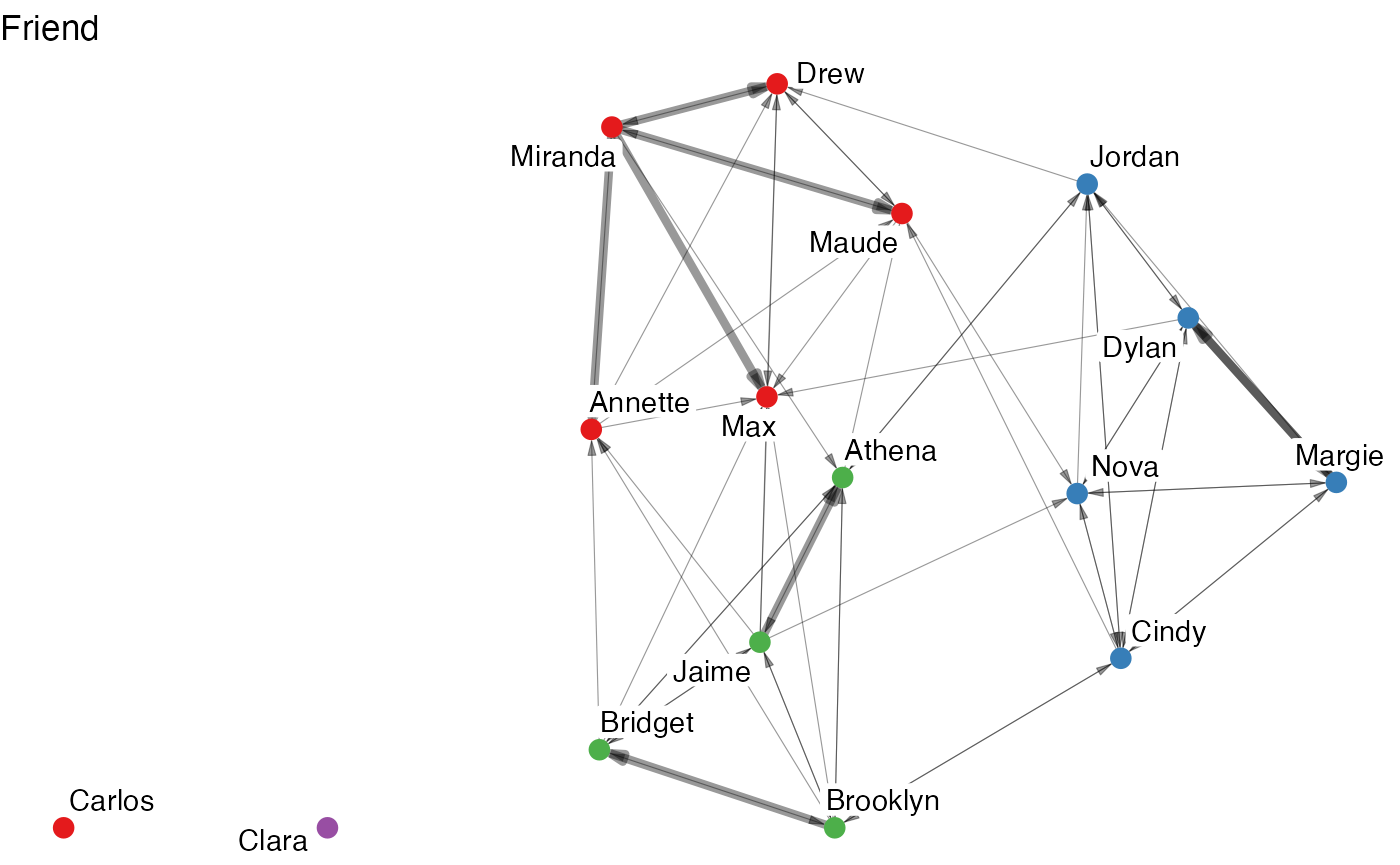 Friend
Drew
Miranda
Jordan
Maude
Dylan
Annette
Max
Athena
Margie
Nova
Cindy
Jaime
Bridget
Carlos
Brooklyn
Clara